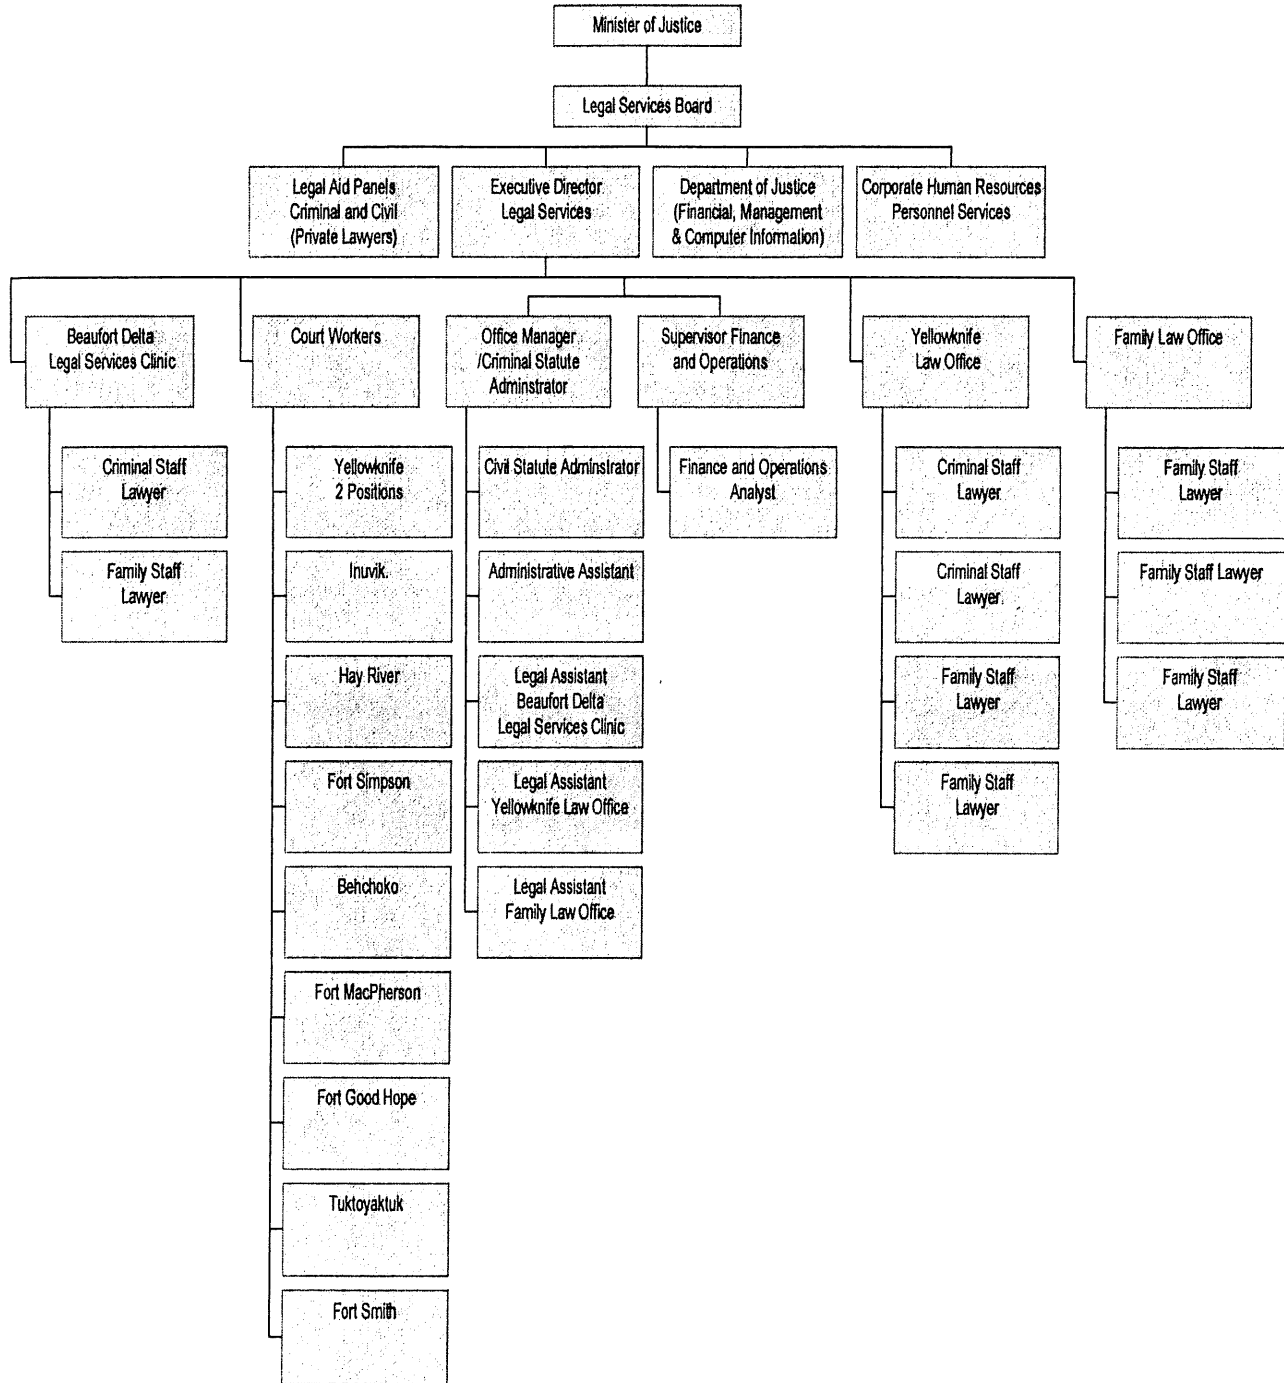 Minister of Justice
Legal Services Board
Legal Aid Panels
Criminal and Civil
(Private Lawyers)
Executive Director
Legal Services
Department of Justice
(Financial, Management
& Computer Information)
Corporate Human Resources
Personnel Services
Beaufort Delta
Legal Services Clinic
Court Workers
Office Manager
/Criminal Statute
Adminstrator
Supervisor Finance
and Operations
Yellowknife
Law Office
Family Law Office
Criminal Staff
Lawyer
Family Staff
Lawyer
Yellowknife
2 Positions
Inuvik.
Hay River
Fort Simpson
Behchoko
Fort MacPherson
Fort Good Hope
Tuktoyaktuk
Fort Smith
Civil Statute Adminstrator
Administrative Assistant
Legal Assistant
Beaufort Delta
Legal Services Clinic
Legal Assistant
Yellowknife Law Office
Legal Assistant
Family Law Office
Finance and Operations
Analyst
Criminal Staff
Lawyer
Criminal Staff
Lawyer
Family Staff
Lawyer
Family Staff
Lawyer
Family Staff
Lawyer
Family Staff Lawyer
Family Staff
Lawyer